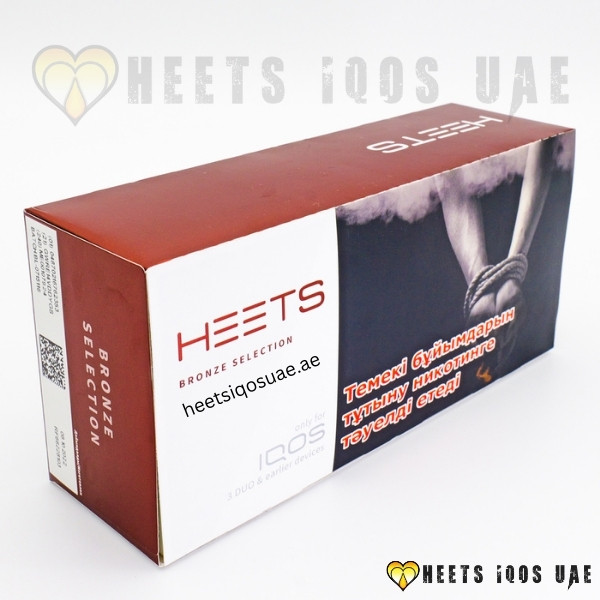 HEETS iQOS UAE
HEETS
HEETS
BRONZE SELECTION
heetsiqosuae.ae
only for
IQOS
3 DUO & earlier devices
Темекі бұйымдарын
тұтыну никотинге
тәуелді етеді
BRONZE
SELECTION
HEETS iQOS UAE